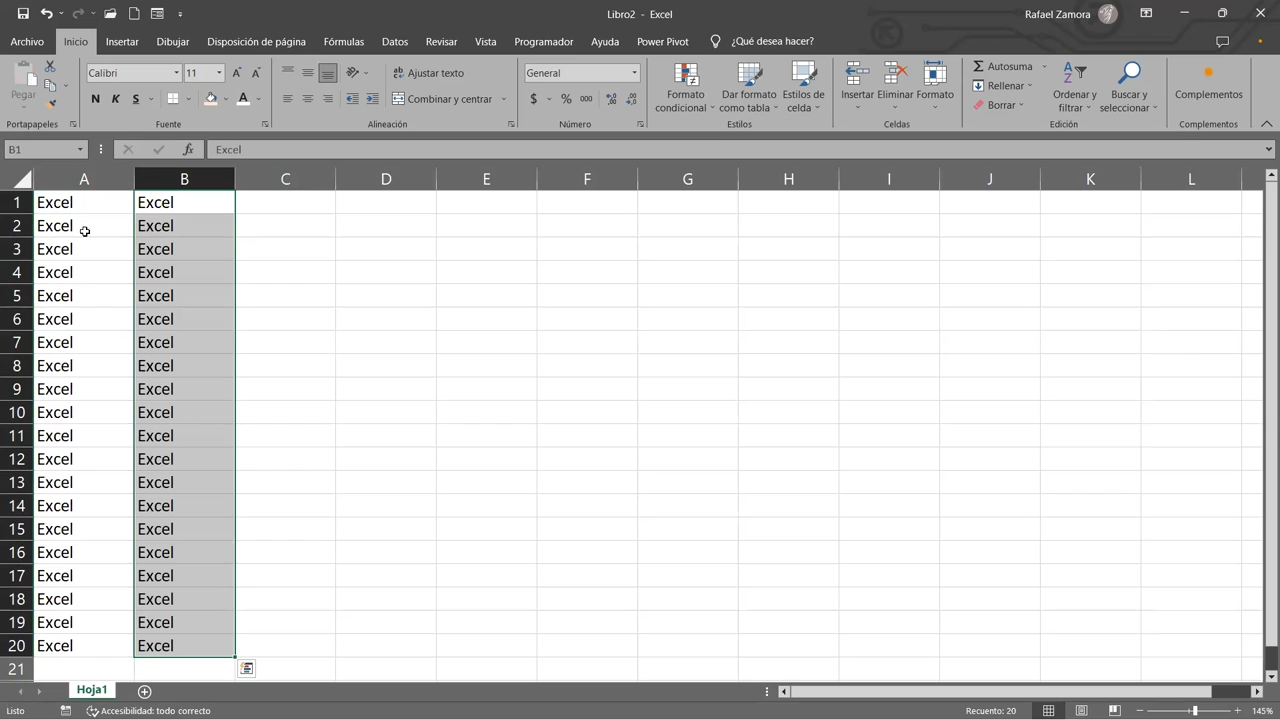 Libro2 - Excel
Rafael Zamora
Archivo Inicio Insertar Dibujar Disposición de página Fórmulas Datos Revisar Vista Programador Ayuda Power Pivot ¿Qué desea hacer?
Pegar
Portapapeles
Calibri 11
N K S
Fuente
Ajustar texto
Combinar y centrar
Alineación
General
$ % 000
Número
Formato condicional
Dar formato como tabla
Estilos de celda
Estilos
Insertar Eliminar Formato
Celdas
Autosuma
Rellenar
Borrar
Ordenar y filtrar
Buscar y seleccionar
Edición
Complementos
Complementos
B1 fx Excel
A B C D E F G H I J K L
1 Excel Excel
2 Excel Excel
3 Excel Excel
4 Excel Excel
5 Excel Excel
6 Excel Excel
7 Excel Excel
8 Excel Excel
9 Excel Excel
10 Excel Excel
11 Excel Excel
12 Excel Excel
13 Excel Excel
14 Excel Excel
15 Excel Excel
16 Excel Excel
17 Excel Excel
18 Excel Excel
19 Excel Excel
20 Excel Excel
21
Hoja1
Listo Accesibilidad: todo correcto Recuento: 20 145%